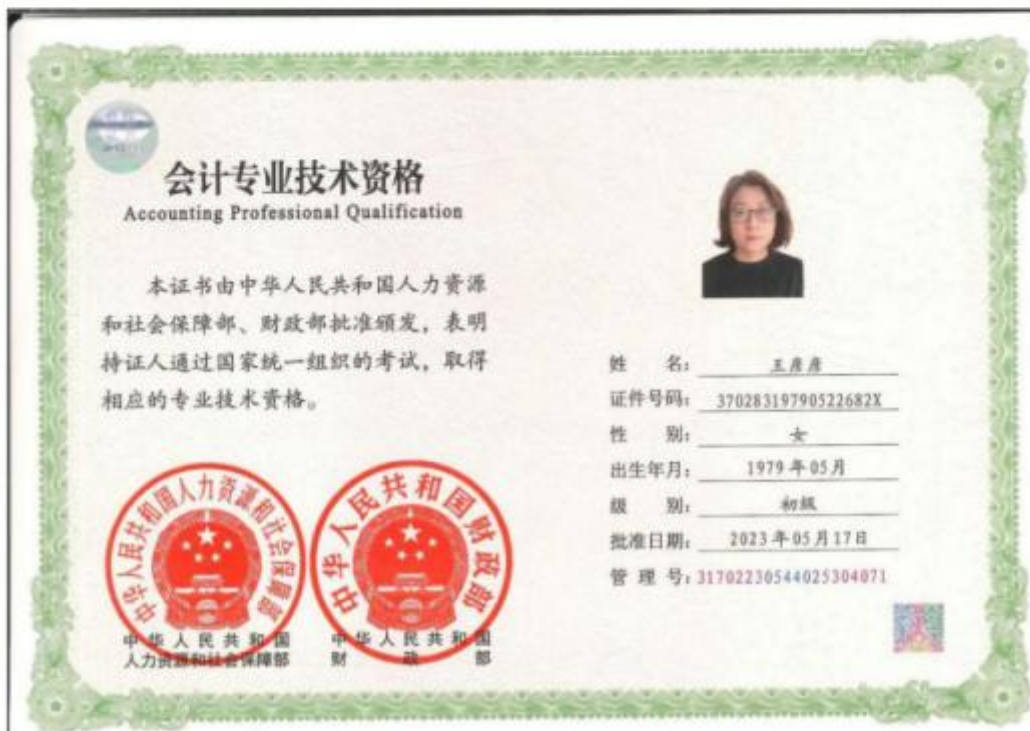 会计专业技术资格
Accounting Professional Qualification
本证书由中华人民共和国人力资源
和社会保障部、财政部批准颁发，表明
持证人通过国家统一组织的考试，取得
相应的专业技术资格。
姓 名：王彦彦
证件号码：37028319790522682X
性 别：女
出生年月：1979年05月
级 别：初级
批准日期：2023年05月17日
管 理 号：31702230544025304071
中华人民共和国人力资源和社会保障部
中华人民共和国财政部
中华人民共和国
人力资源和社会保障部
中华人民共和国
财政部